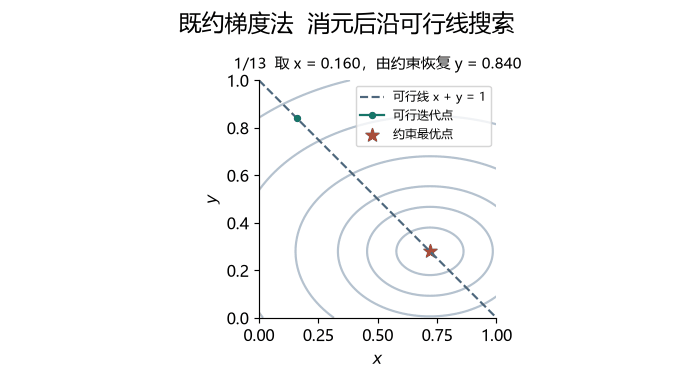 既约梯度法 消元后沿可行线搜索
1/13 取 x = 0.160，由约束恢复 y = 0.840
可行线 x + y = 1
可行迭代点
约束最优点
1.0
0.8
0.6
0.4
0.2
0.0
y
0.00 0.25 0.50 0.75 1.00
x